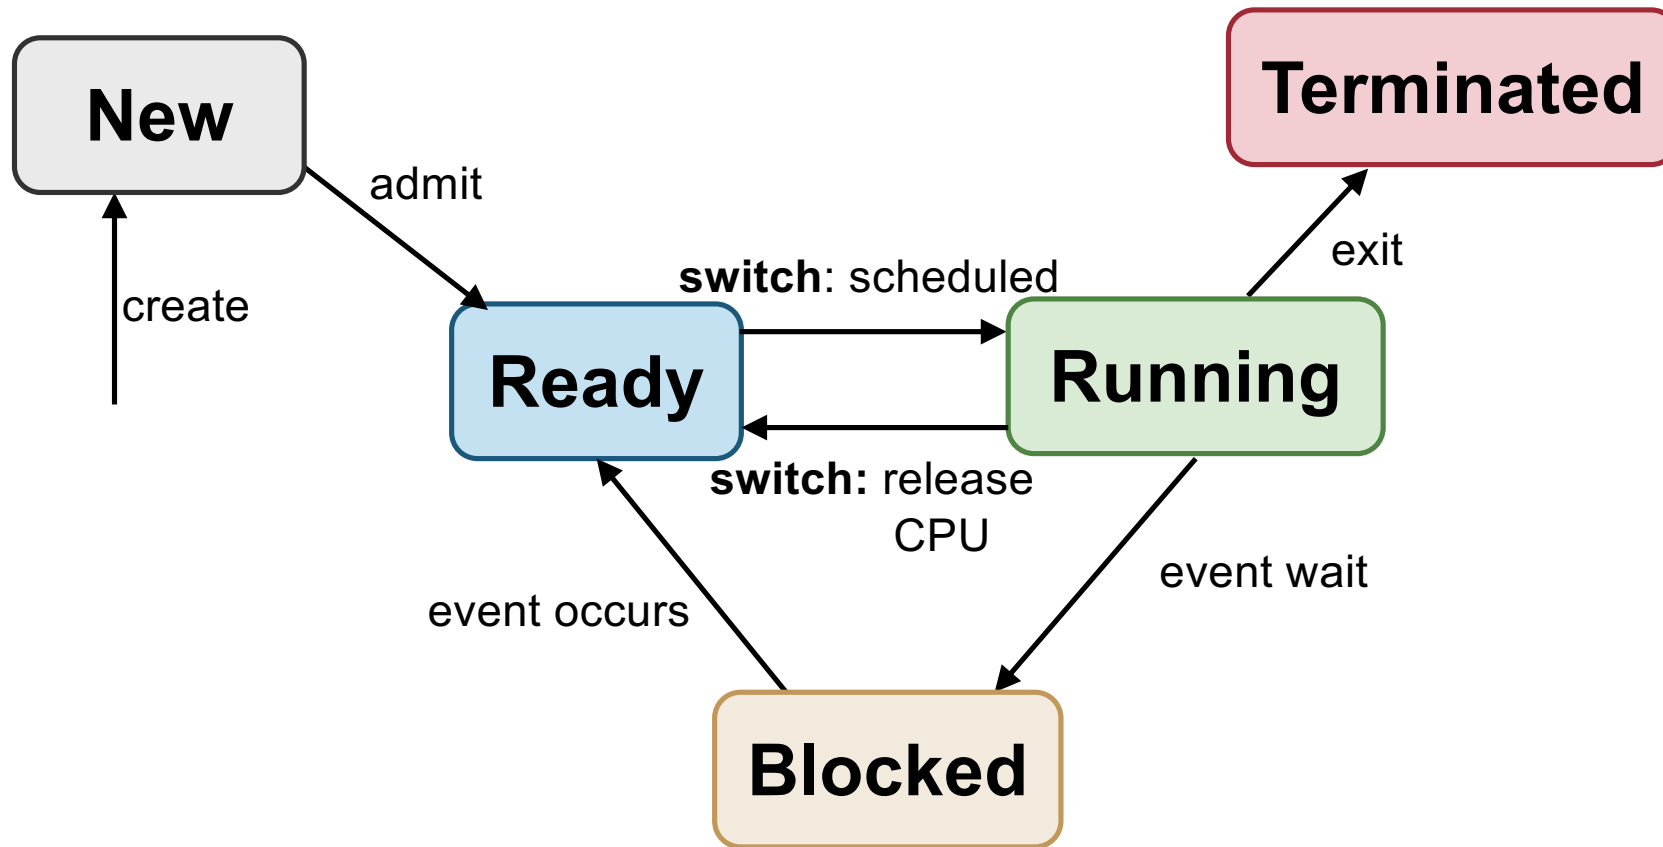 New
Terminated
admit
create
exit
switch: scheduled
Ready
Running
switch: release
CPU
event occurs
event wait
Blocked